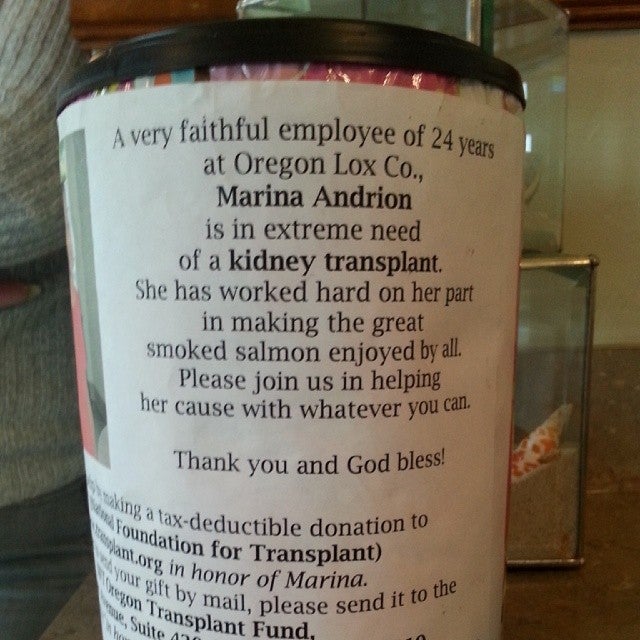 A very faithful employee of 24 years
at Oregon Lox Co.,
Marina Andrion
is in extreme need
of a kidney transplant.
She has worked hard on her part
in making the great
smoked salmon enjoyed by all.
Please join us in helping
her cause with whatever you can.
Thank you and God bless!
making a tax-deductible donation to
Foundation for Transplant)
transplant.org in honor of Marina.
your gift by mail, please send it to the
Oregon Transplant Fund,
Suite